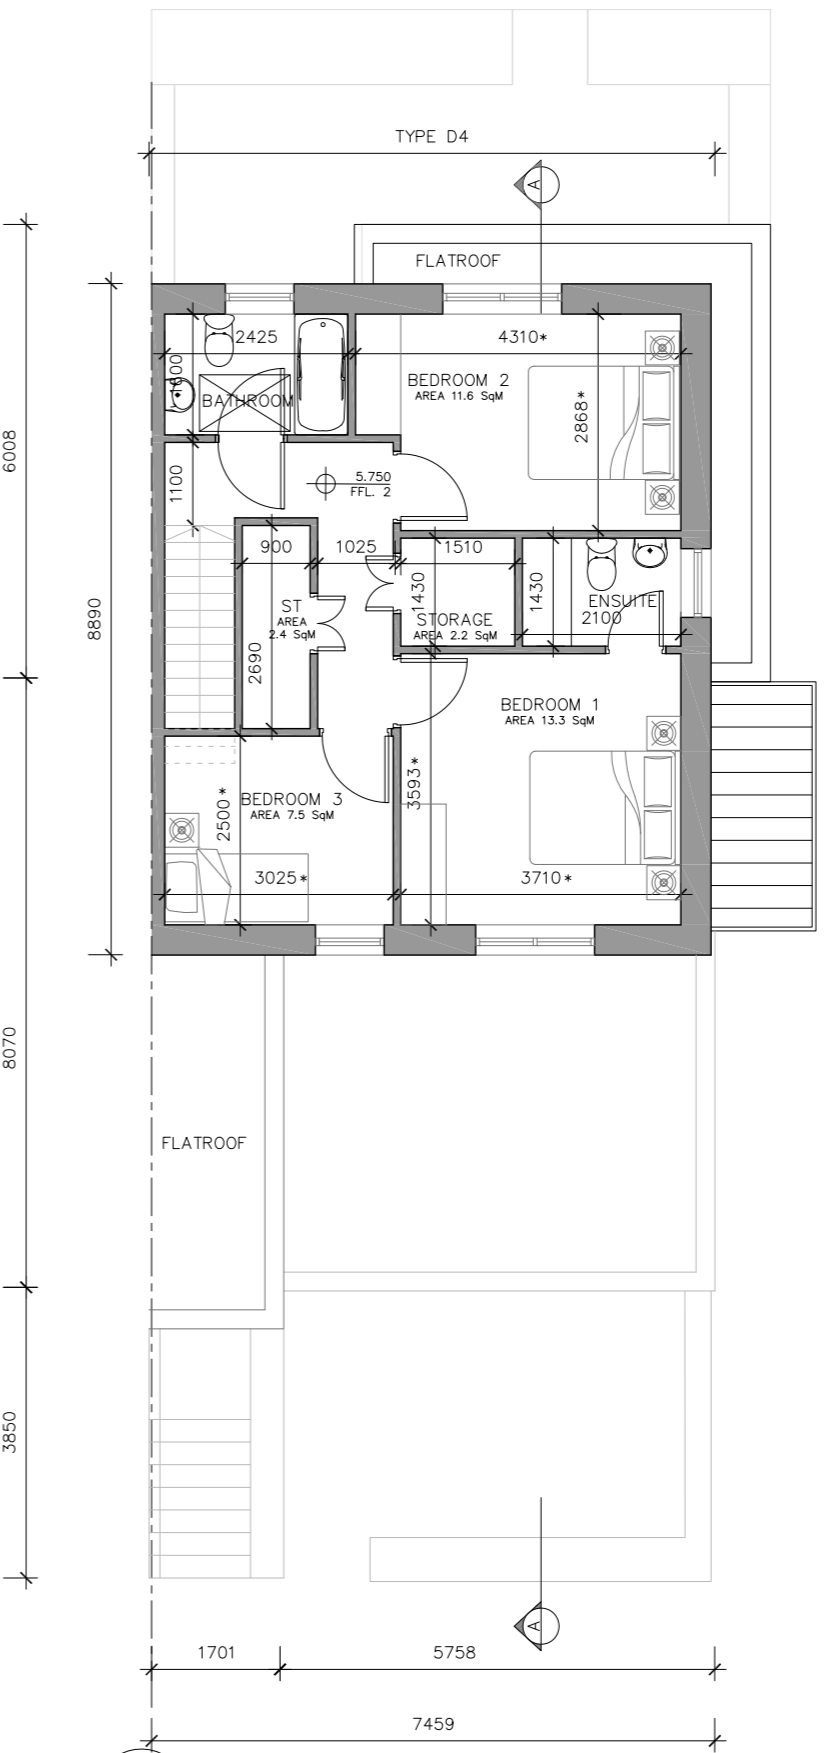 TYPE D4
A
FLATROOF
2425
4310*
1600
BEDROOM 2
AREA 11.6 SqM
BATHROOM
2868*
6008
1100
5.750
FFL. 2
900
1025
1510
1430
1430
ST
AREA
2.4 SqM
STORAGE
AREA 2.2 SqM
ENSUITE
2100
8890
2690
BEDROOM 1
AREA 13.3 SqM
BEDROOM 3
AREA 7.5 SqM
2500*
3593*
3025*
3710*
8070
FLATROOF
3850
A
1701
5758
7459